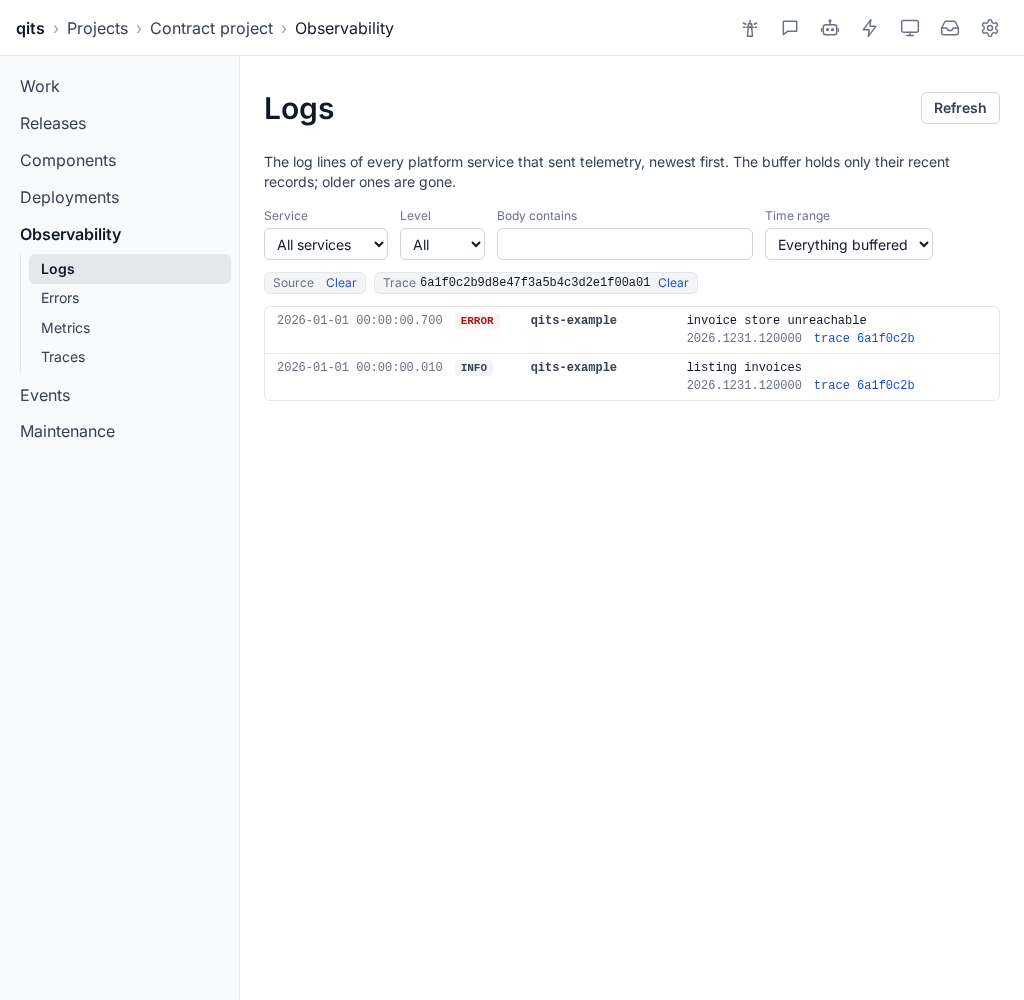 qits › Projects › Contract project › Observability
Work
Releases
Components
Deployments
Observability
Logs
Errors
Metrics
Traces
Events
Maintenance
Logs
Refresh
The log lines of every platform service that sent telemetry, newest first. The buffer holds only their recent
records; older ones are gone.
Service Level Body contains Time range
All services All Everything buffered
Source Clear Trace 6a1f0c2b9d8e47f3a5b4c3d2e1f00a01 Clear
2026-01-01 00:00:00.700 ERROR qits-example invoice store unreachable
2026.1231.120000 trace 6a1f0c2b
2026-01-01 00:00:00.010 INFO qits-example listing invoices
2026.1231.120000 trace 6a1f0c2b